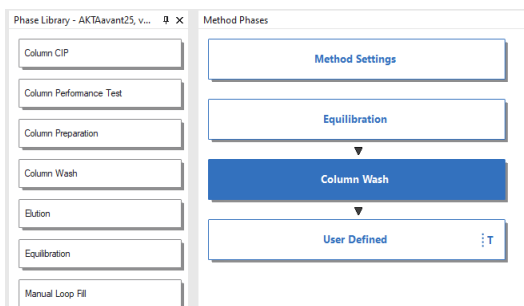 Phase Library - AKTAavant25, v...
Column CIP
Column Performance Test
Column Preparation
Column Wash
Elution
Equilibration
Manual Loop Fill
Method Phases
Method Settings
Equilibration
Column Wash
User Defined T